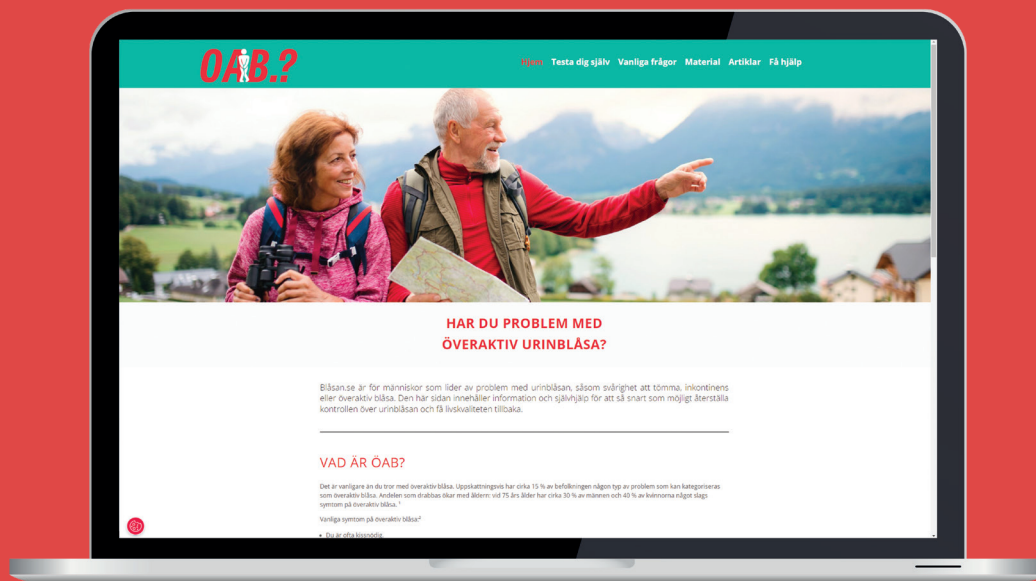 OAB.?
Hjem Testa dig själv Vanliga frågor Material Artiklar Få hjälp
HAR DU PROBLEM MED
ÖVERAKTIV URINBLÅSA?
Blåsan.se är för människor som lider av problem med urinblåsan, såsom svårighet att tömma, inkontinens
eller överaktiv blåsa. Den här sidan innehåller information och självhjälp för att så snart som möjligt återställa
kontrollen över urinblåsan och få livskvaliteten tillbaka.
VAD ÄR ÖAB?
Det är vanligare än du tror med överaktiv blåsa. Uppskattningsvis har cirka 15 % av befolkningen någon typ av problem som kan kategoriseras
som överaktiv blåsa. Andelen som drabbas ökar med åldern: vid 75 års ålder har cirka 30 % av männen och 40 % av kvinnorna något slags
symtom på överaktiv blåsa. ¹
Vanliga symtom på överaktiv blåsa:²
• Du är ofta kissnödig.